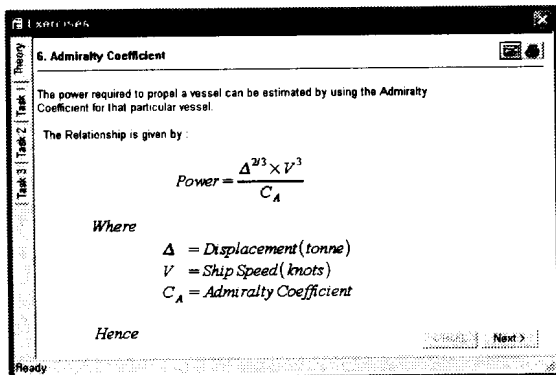 Exercises
Theory
Task 1
Task 2
Task 3
6. Admiralty Coefficient
The power required to propel a vessel can be estimated by using the Admiralty
Coefficient for that particular vessel.
The Relationship is given by :
Power = Δ^2/3 × V^3 / C_A
Where
Δ = Displacement(tonne)
V = Ship Speed(knots)
C_A = Admiralty Coefficient
Hence
Next >
Ready